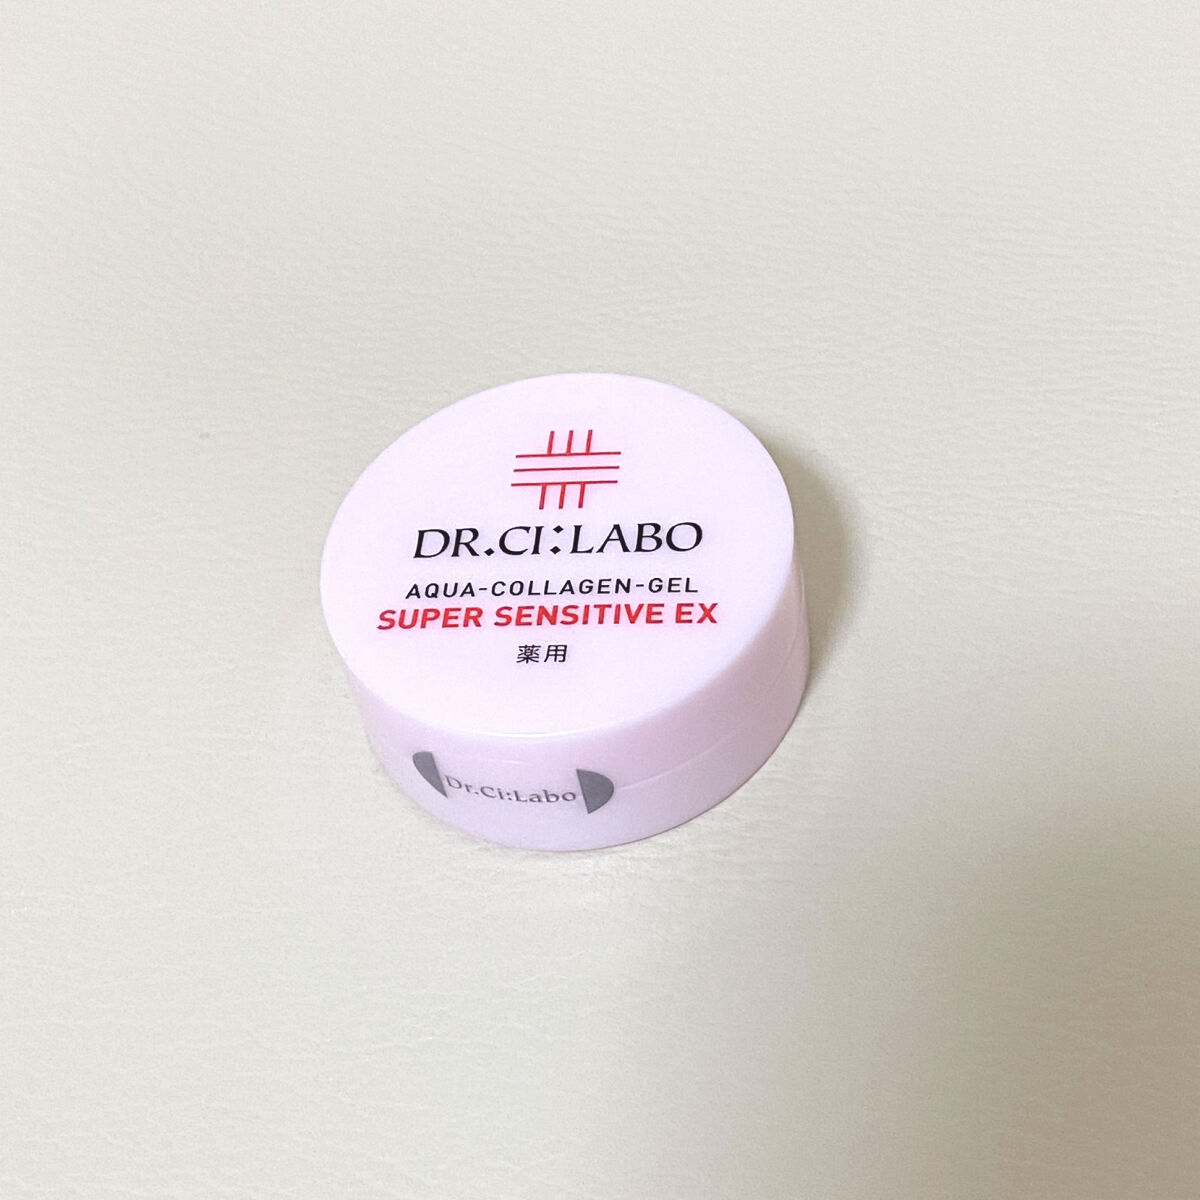 DR.CI:LABO
AQUA-COLLAGEN-GEL
SUPER SENSITIVE EX
薬用
Dr.Ci:Labo